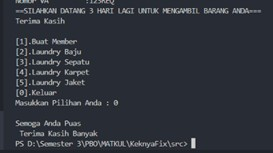 Nomor VA :123REQ
==SILAHKAN DATANG 3 HARI LAGI UNTUK MENGAMBIL BARANG ANDA===
Terima Kasih
[1].Buat Member
[2].Laundry Baju
[3].Laundry Sepatu
[4].Laundry Karpet
[5].Laundry Jaket
[0].Keluar
Masukkan Pilihan Anda : 0
Semoga Anda Puas
Terima Kasih Banyak
PS D:\Semester 3\PBO\MATKUL\KeknyaFix\src>